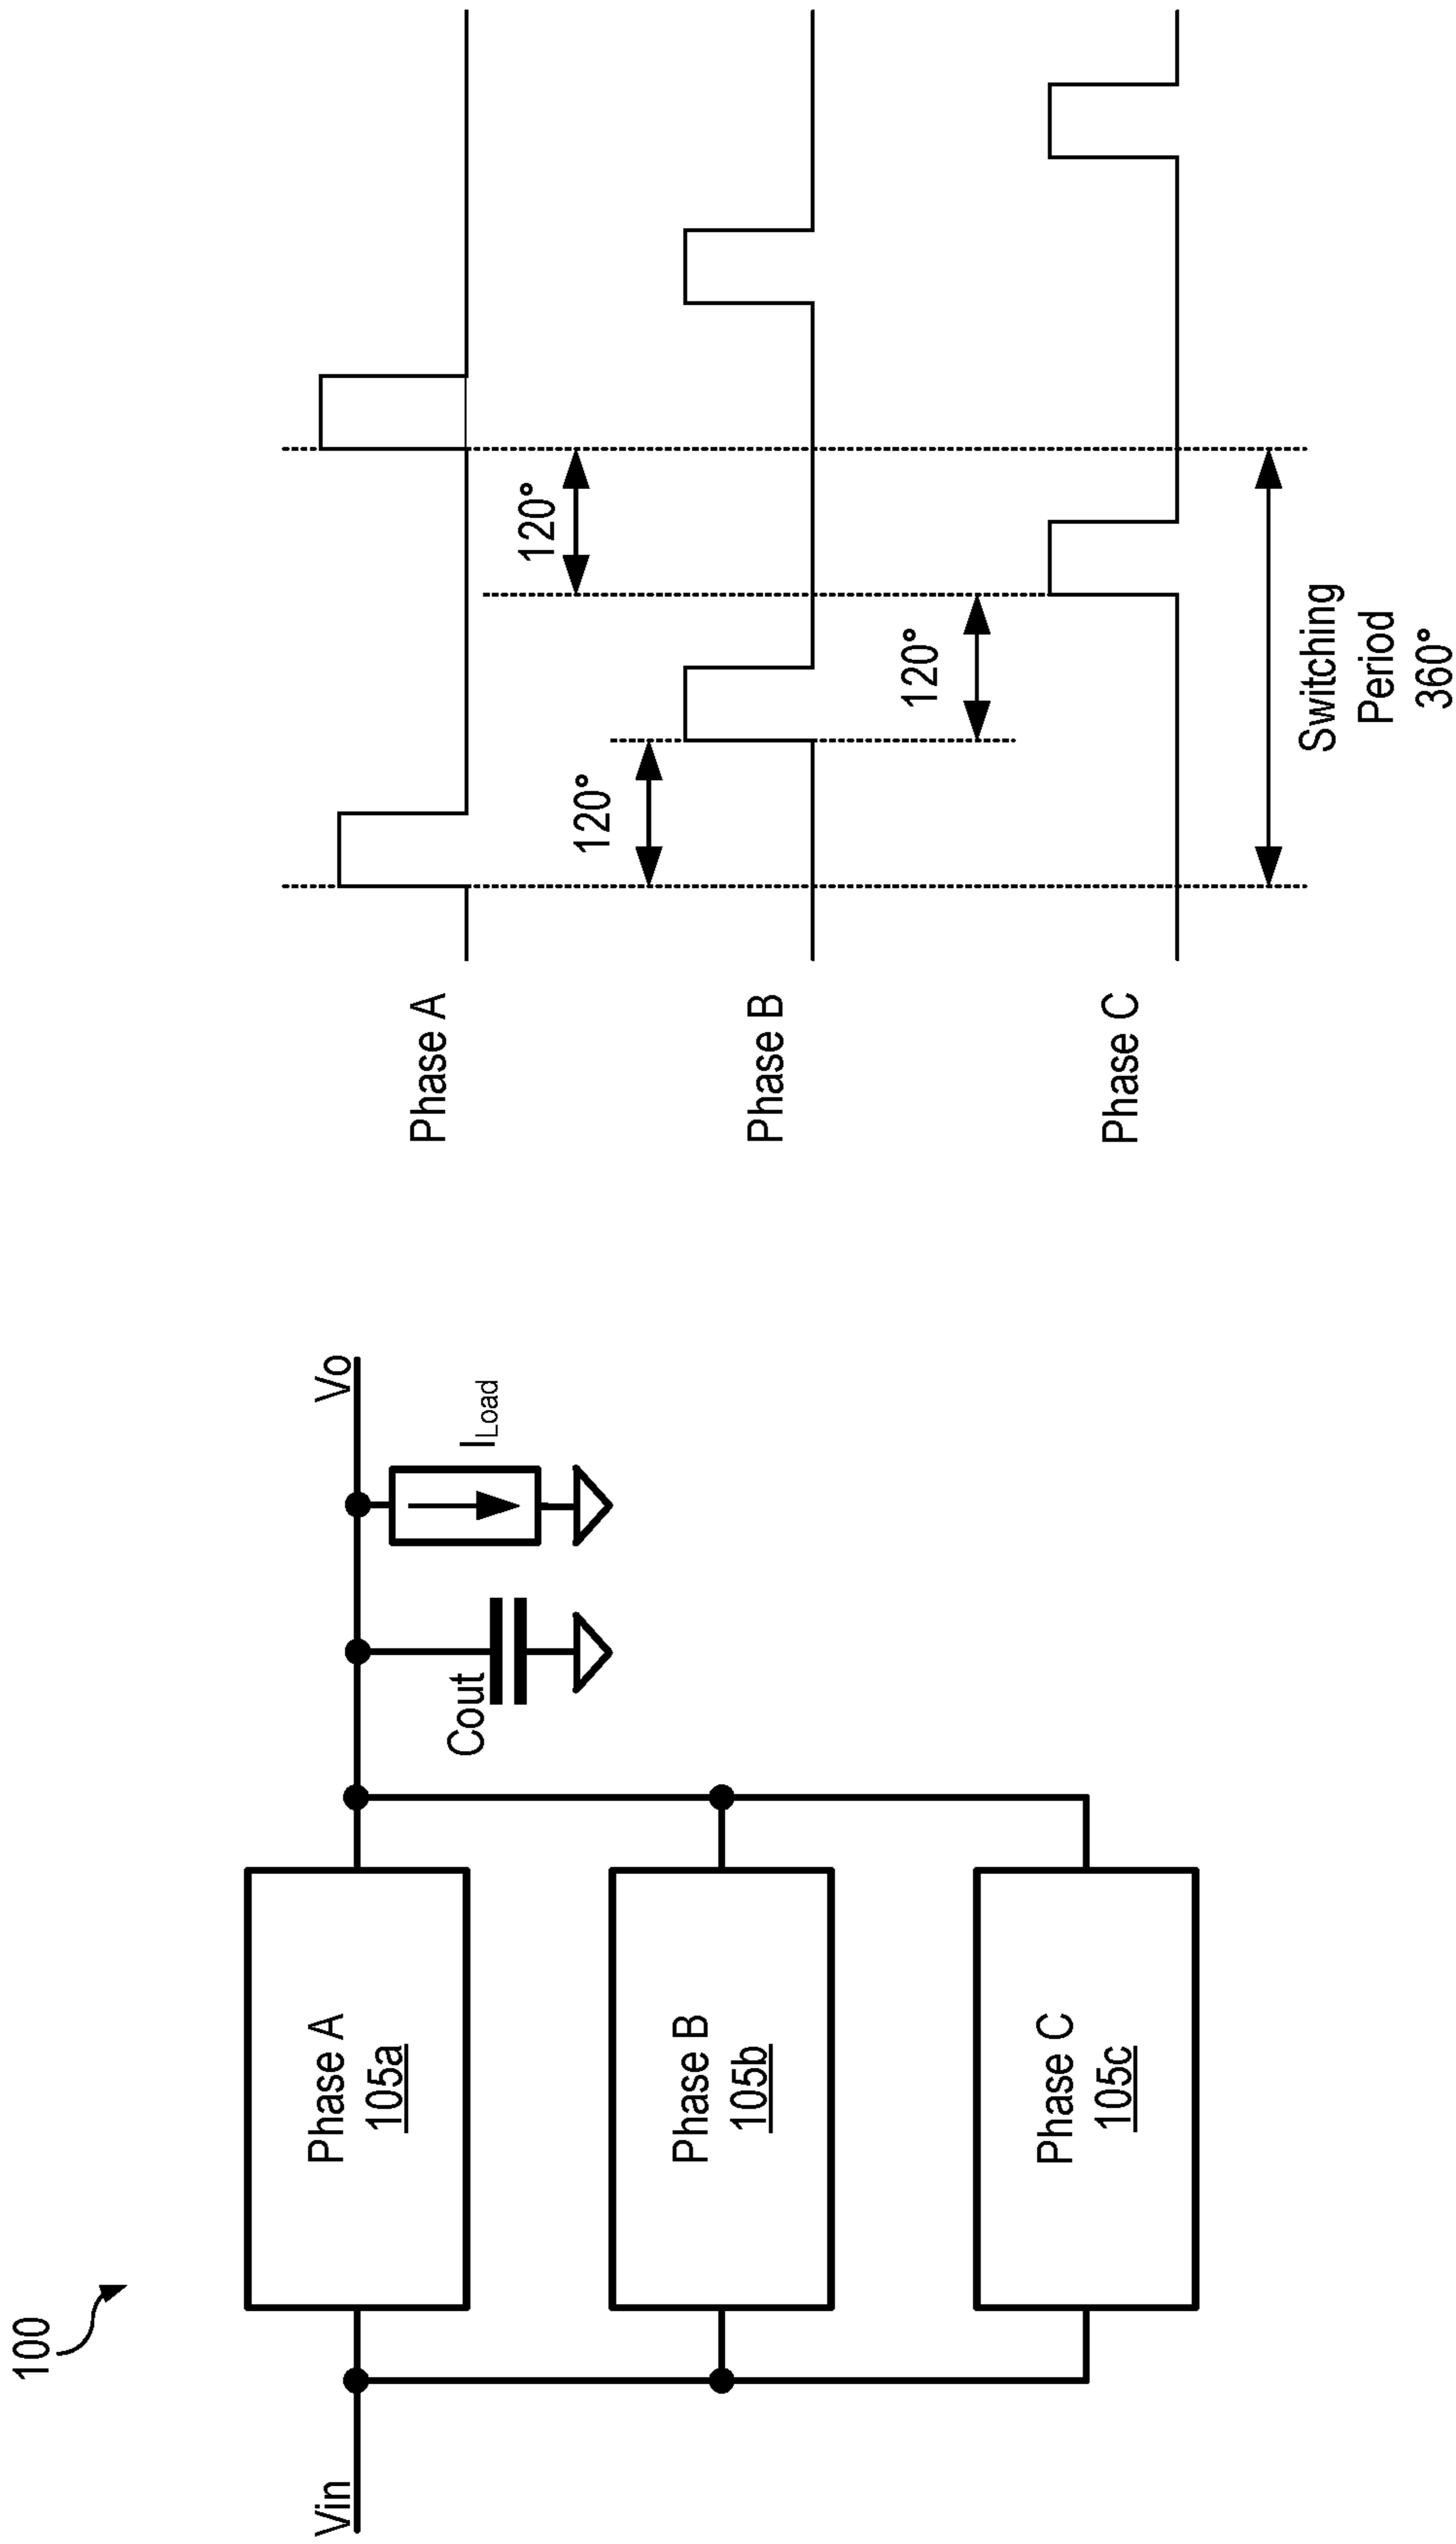 100
Vin
Phase A
105a
Phase B
105b
Phase C
105c
Cout
I_Load
Vo
Phase A
Phase B
Phase C
120°
120°
120°
Switching
Period
360°